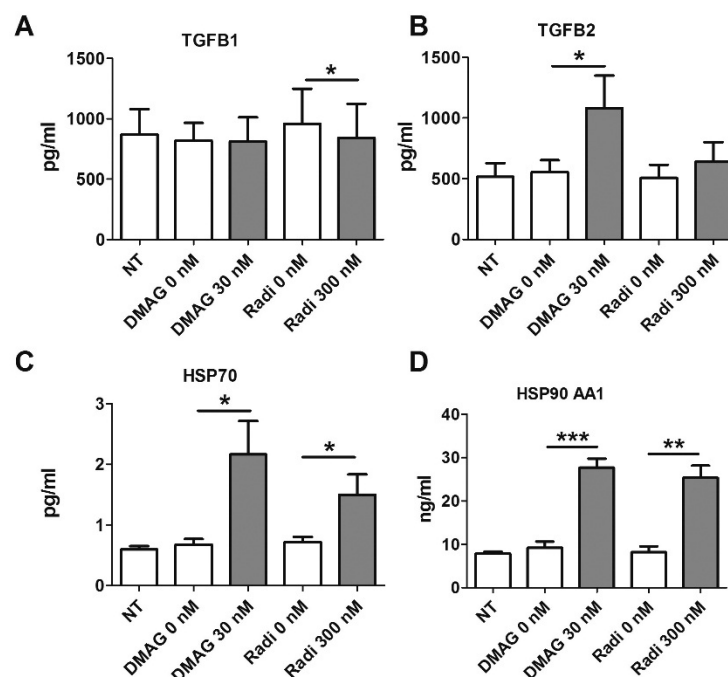 A
TGFB1
*
1500
1000
500
0
pg/ml
NT
DMAG 0 nM
DMAG 30 nM
Radi 0 nM
Radi 300 nM
B
TGFB2
*
1500
1000
500
0
pg/ml
NT
DMAG 0 nM
DMAG 30 nM
Radi 0 nM
Radi 300 nM
C
HSP70
*
*
3
2
1
0
pg/ml
NT
DMAG 0 nM
DMAG 30 nM
Radi 0 nM
Radi 300 nM
D
HSP90 AA1
***
**
40
30
20
10
0
ng/ml
NT
DMAG 0 nM
DMAG 30 nM
Radi 0 nM
Radi 300 nM